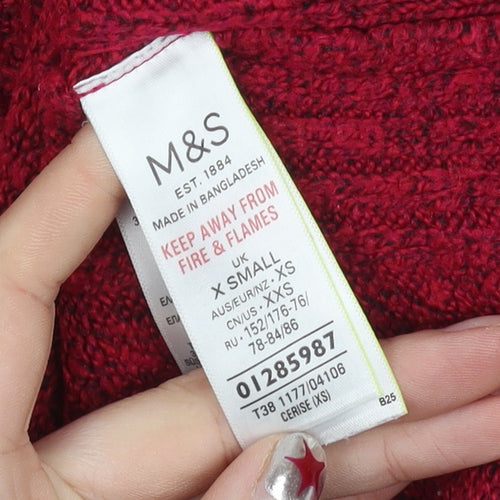 M&S
EST. 1884
MADE IN BANGLADESH
KEEP AWAY FROM
FIRE & FLAMES
UK
X SMALL
AUS/EUR/NZ - XS
CN/US - XXS
RU - 152/176-76/
78-84/86
01285987
T38 1177/04106
CERISE (XS)
B25